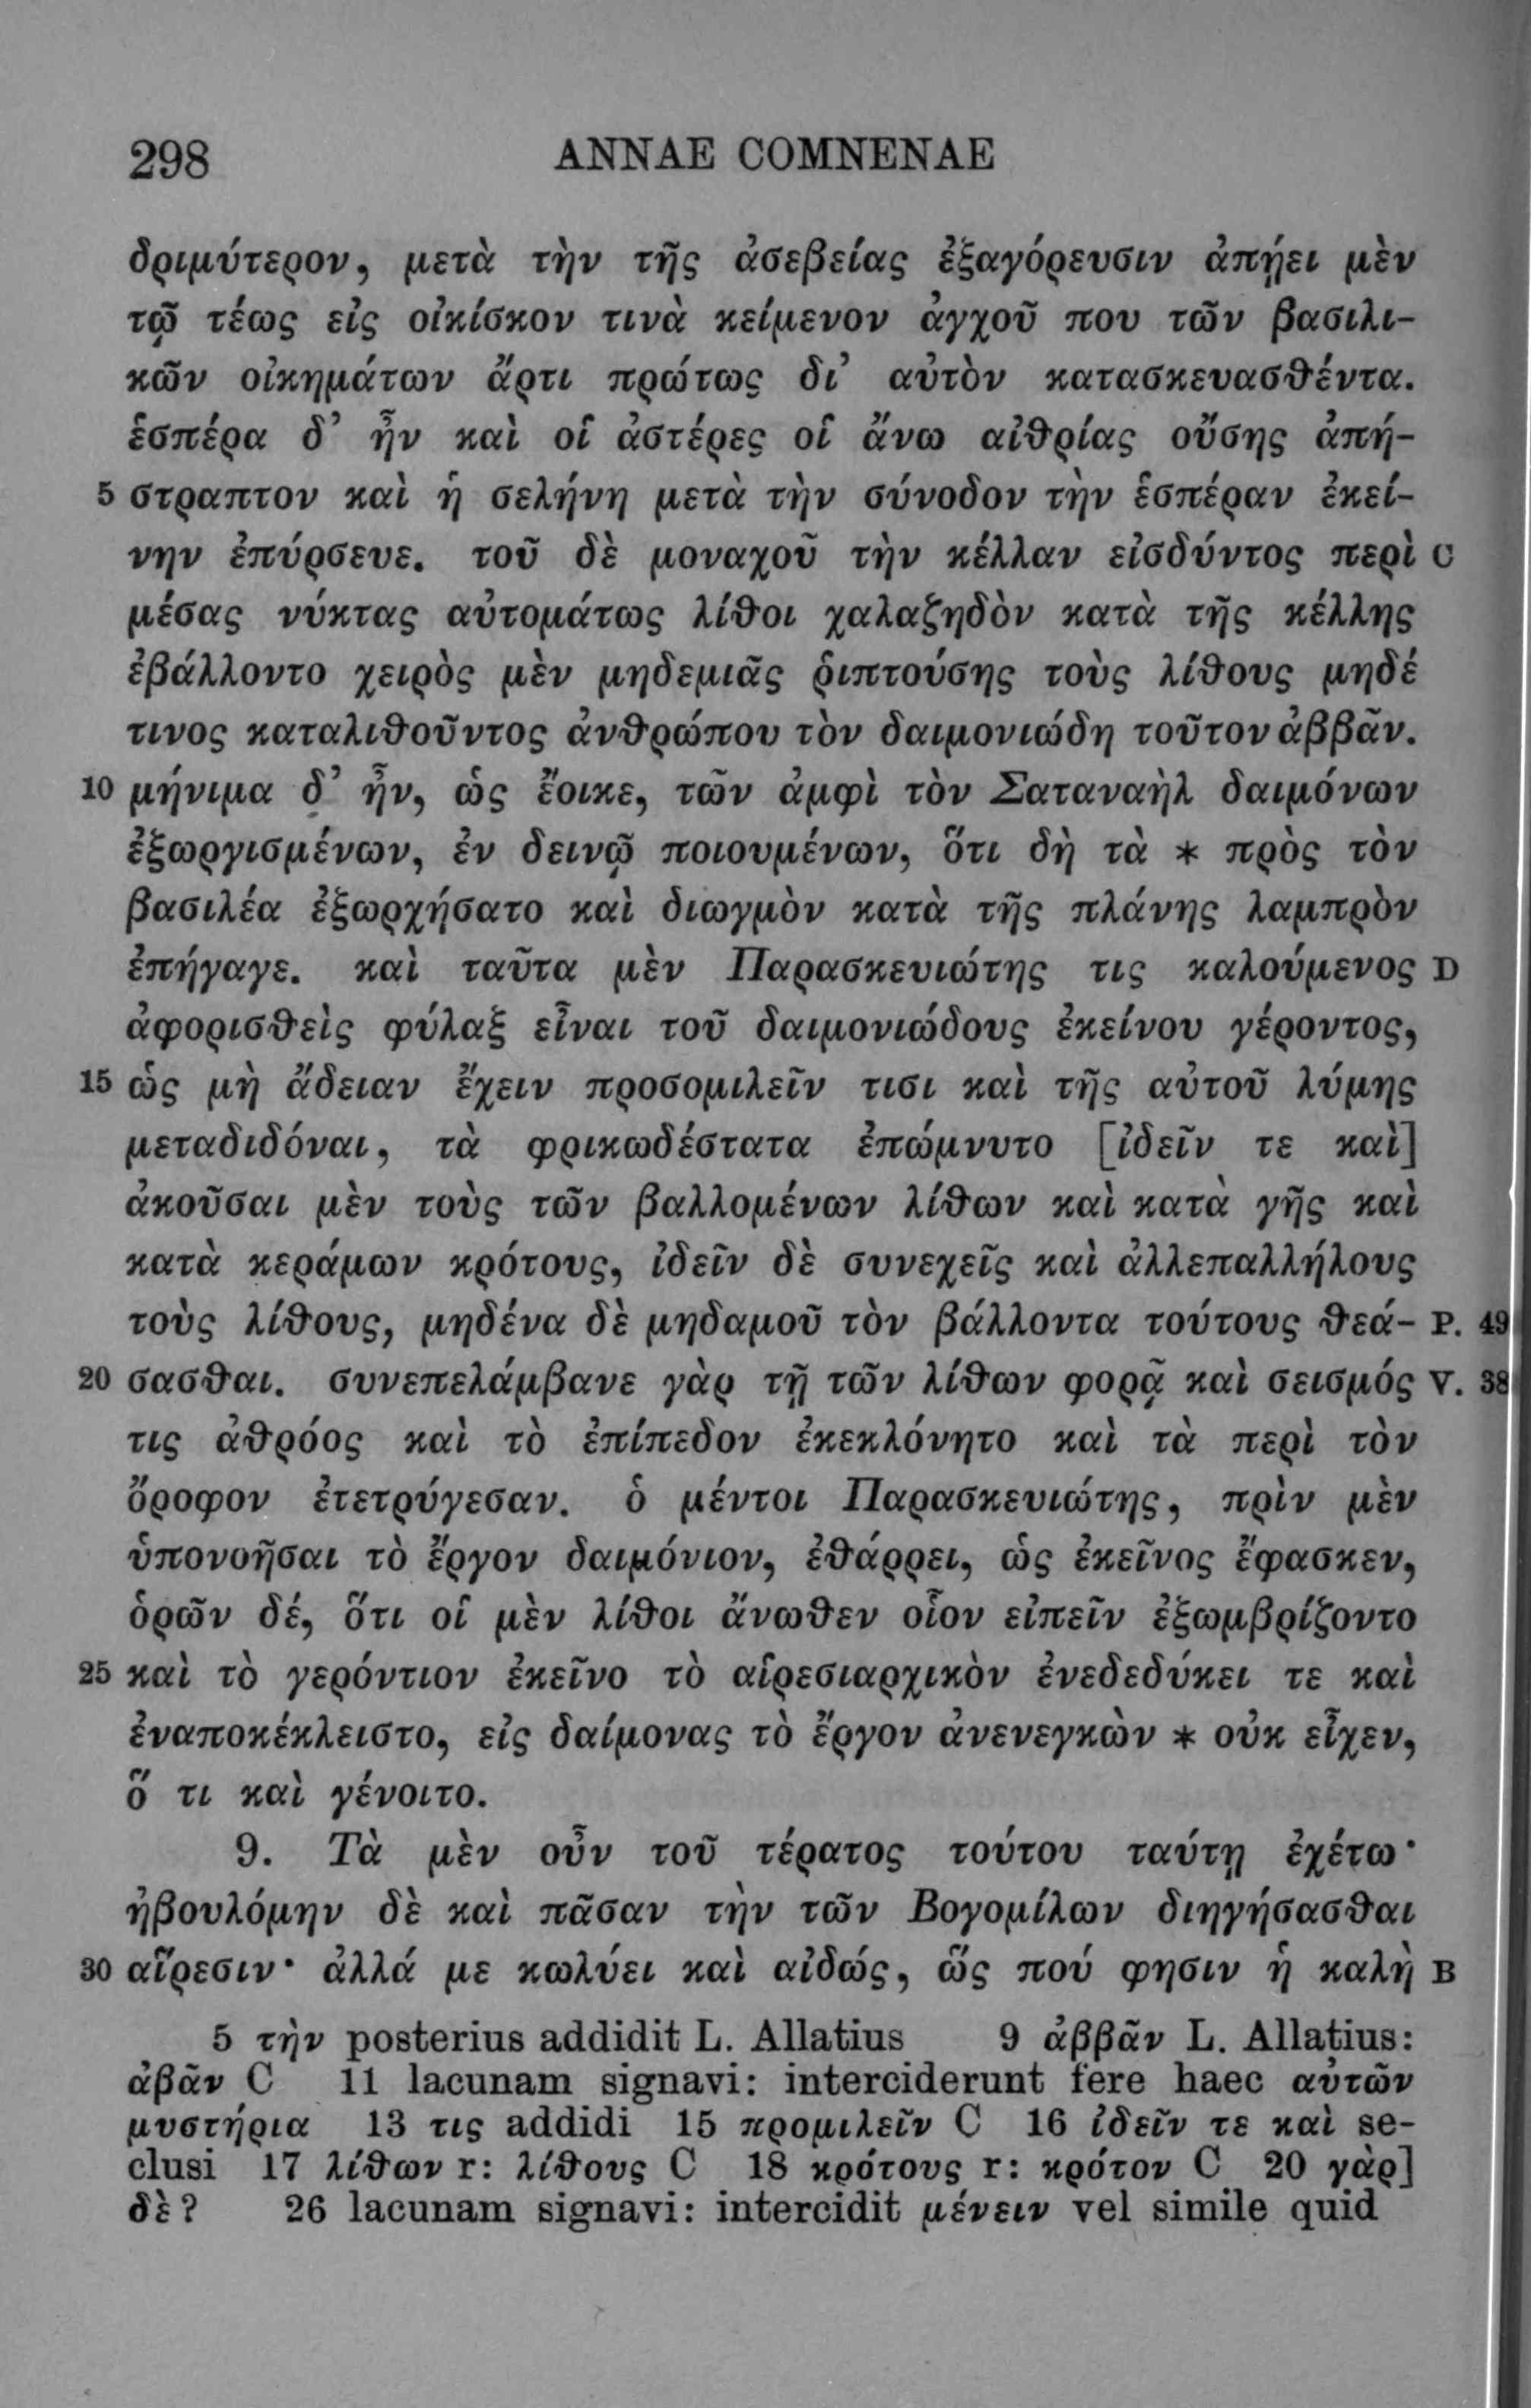 298 ANNAE COMNENAE
δριμύτερον, μετὰ τὴν τῆς ἀσεβείας ἐξαγόρευσιν ἀπῄει μὲν
τῷ τέως εἰς οἰκίσκον τινὰ κείμενον ἀγχοῦ που τῶν βασιλι-
κῶν οἰκημάτων ἄρτι πρώτως δι’ αὐτὸν κατασκευασθέντα.
ἑσπέρα δ’ ἦν καὶ οἱ ἀστέρες οἱ ἄνω αἰθρίας οὔσης ἀπή-
5 στραπτον καὶ ἡ σελήνη μετὰ τὴν σύνοδον τὴν ἑσπέραν ἐκεί-
νην ἐπύρσευε. τοῦ δὲ μοναχοῦ τὴν κέλλαν εἰσδύντος περὶ C
μέσας νύκτας αὐτομάτως λίθοι χαλαζηδὸν κατὰ τῆς κέλλης
ἐβάλλοντο χειρὸς μὲν μηδεμιᾶς ῥιπτούσης τοὺς λίθους μηδέ
τινος καταλιθοῦντος ἀνθρώπου τὸν δαιμονιώδη τοῦτον ἀββᾶν.
10 μήνιμα δ’ ἦν, ὡς ἔοικε, τῶν ἀμφὶ τὸν Σαταναὴλ δαιμόνων
ἐξωργισμένων, ἐν δεινῷ ποιουμένων, ὅτι δὴ τὰ * πρὸς τὸν
βασιλέα ἐξωρχήσατο καὶ διωγμὸν κατὰ τῆς πλάνης λαμπρὸν
ἐπήγαγε. καὶ ταῦτα μὲν Παρασκευιώτης τις καλούμενος D
ἀφορισθεὶς φύλαξ εἶναι τοῦ δαιμονιώδους ἐκείνου γέροντος,
15 ὡς μὴ ἄδειαν ἔχειν προσομιλεῖν τισι καὶ τῆς αὐτοῦ λύμης
μεταδιδόναι, τὰ φρικωδέστατα ἐπώμνυτο [ἰδεῖν τε καὶ]
ἀκοῦσαι μὲν τοὺς τῶν βαλλομένων λίθων καὶ κατὰ γῆς καὶ
κατὰ κεράμων κρότους, ἰδεῖν δὲ συνεχεῖς καὶ ἀλλεπαλλήλους
τοὺς λίθους, μηδένα δὲ μηδαμοῦ τὸν βάλλοντα τούτους θεά- P. 49
20 σασθαι. συνεπελάμβανε γὰρ τῇ τῶν λίθων φορᾷ καὶ σεισμός V. 38
τις ἀθρόος καὶ τὸ ἐπίπεδον ἐκεκλόνητο καὶ τὰ περὶ τὸν
ὄροφον ἐτετρύγεσαν. ὁ μέντοι Παρασκευιώτης, πρὶν μὲν
ὑπονοῆσαι τὸ ἔργον δαιμόνιον, ἐθάρρει, ὡς ἐκεῖνος ἔφασκεν,
ὁρῶν δέ, ὅτι οἱ μὲν λίθοι ἄνωθεν οἷον εἰπεῖν ἐξωμβρίζοντο
25 καὶ τὸ γερόντιον ἐκεῖνο τὸ αἱρεσιαρχικὸν ἐνεδεδύκει τε καὶ
ἐναποκέκλειστο, εἰς δαίμονας τὸ ἔργον ἀνενεγκὼν * οὐκ εἶχεν,
ὅ τι καὶ γένοιτο.
9. Τὰ μὲν οὖν τοῦ τέρατος τούτου ταύτῃ ἐχέτω·
ἠβουλόμην δὲ καὶ πᾶσαν τὴν τῶν Βογομίλων διηγήσασθαι
30 αἵρεσιν· ἀλλά με κωλύει καὶ αἰδώς, ὥς πού φησιν ἡ καλὴ B
5 τὴν posterius addidit L. Allatius 9 ἀββᾶν L. Allatius:
ἀβᾶν C 11 lacunam signavi: interciderunt fere haec αὐτῶν
μυστήρια 13 τις addidi 15 προμιλεῖν C 16 ἰδεῖν τε καὶ se-
clusi 17 λίθων r: λίθους C 18 κρότους r: κρότον C 20 γὰρ]
δὲ? 26 lacunam signavi: intercidit μένειν vel simile quid